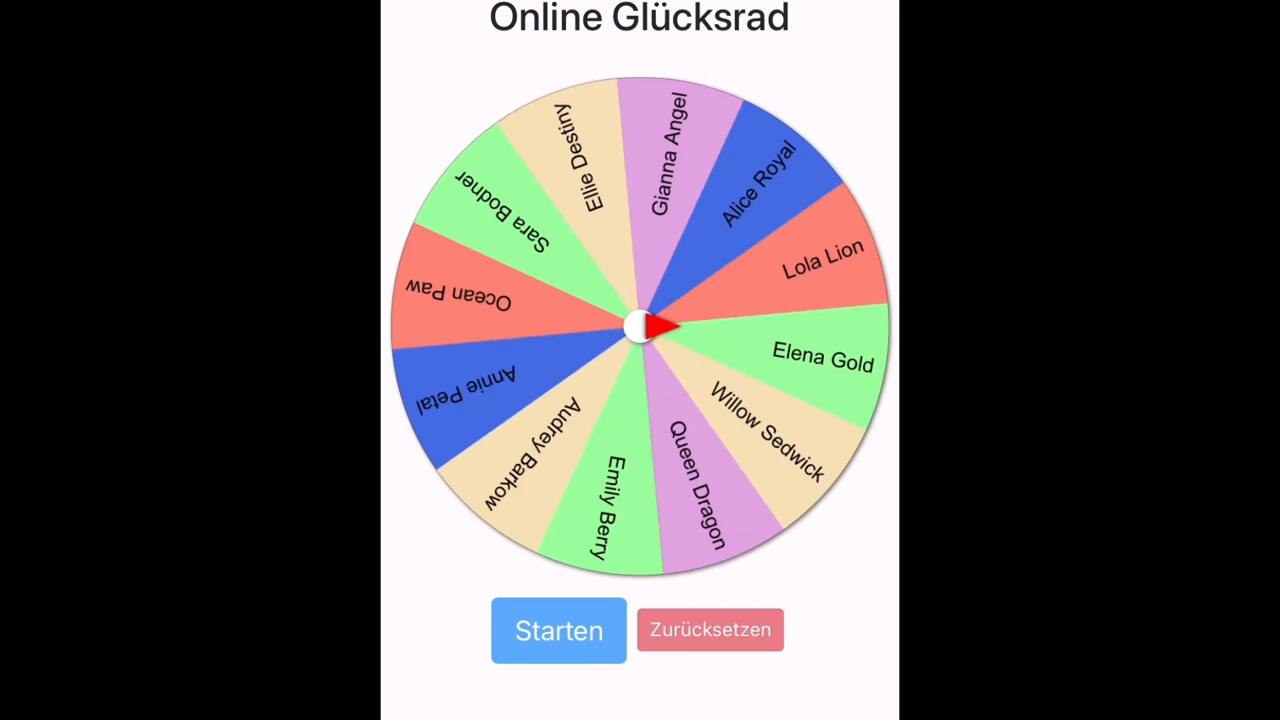 Online Glücksrad
Gianna Angel
Alice Royal
Lola Lion
Elena Gold
Willow Sedwick
Queen Dragon
Emily Berry
Audrey Barkow
Annie Petal
Ocean Paw
Sara Bodner
Ellie Destiny
Starten
Zurücksetzen